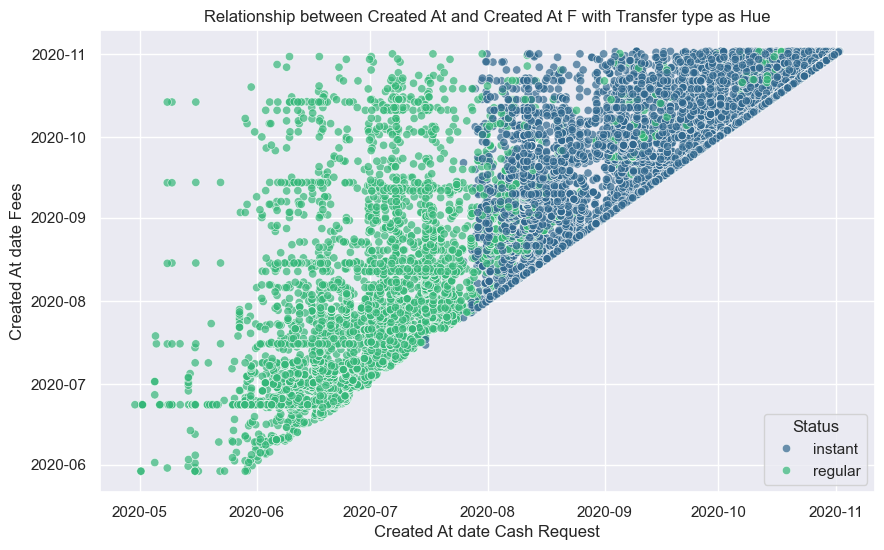 Relationship between Created At and Created At F with Transfer type as Hue
2020-11
2020-10
2020-09
2020-08
2020-07
2020-06
Created At date Fees
Status
instant
regular
2020-05 2020-06 2020-07 2020-08 2020-09 2020-10 2020-11
Created At date Cash Request